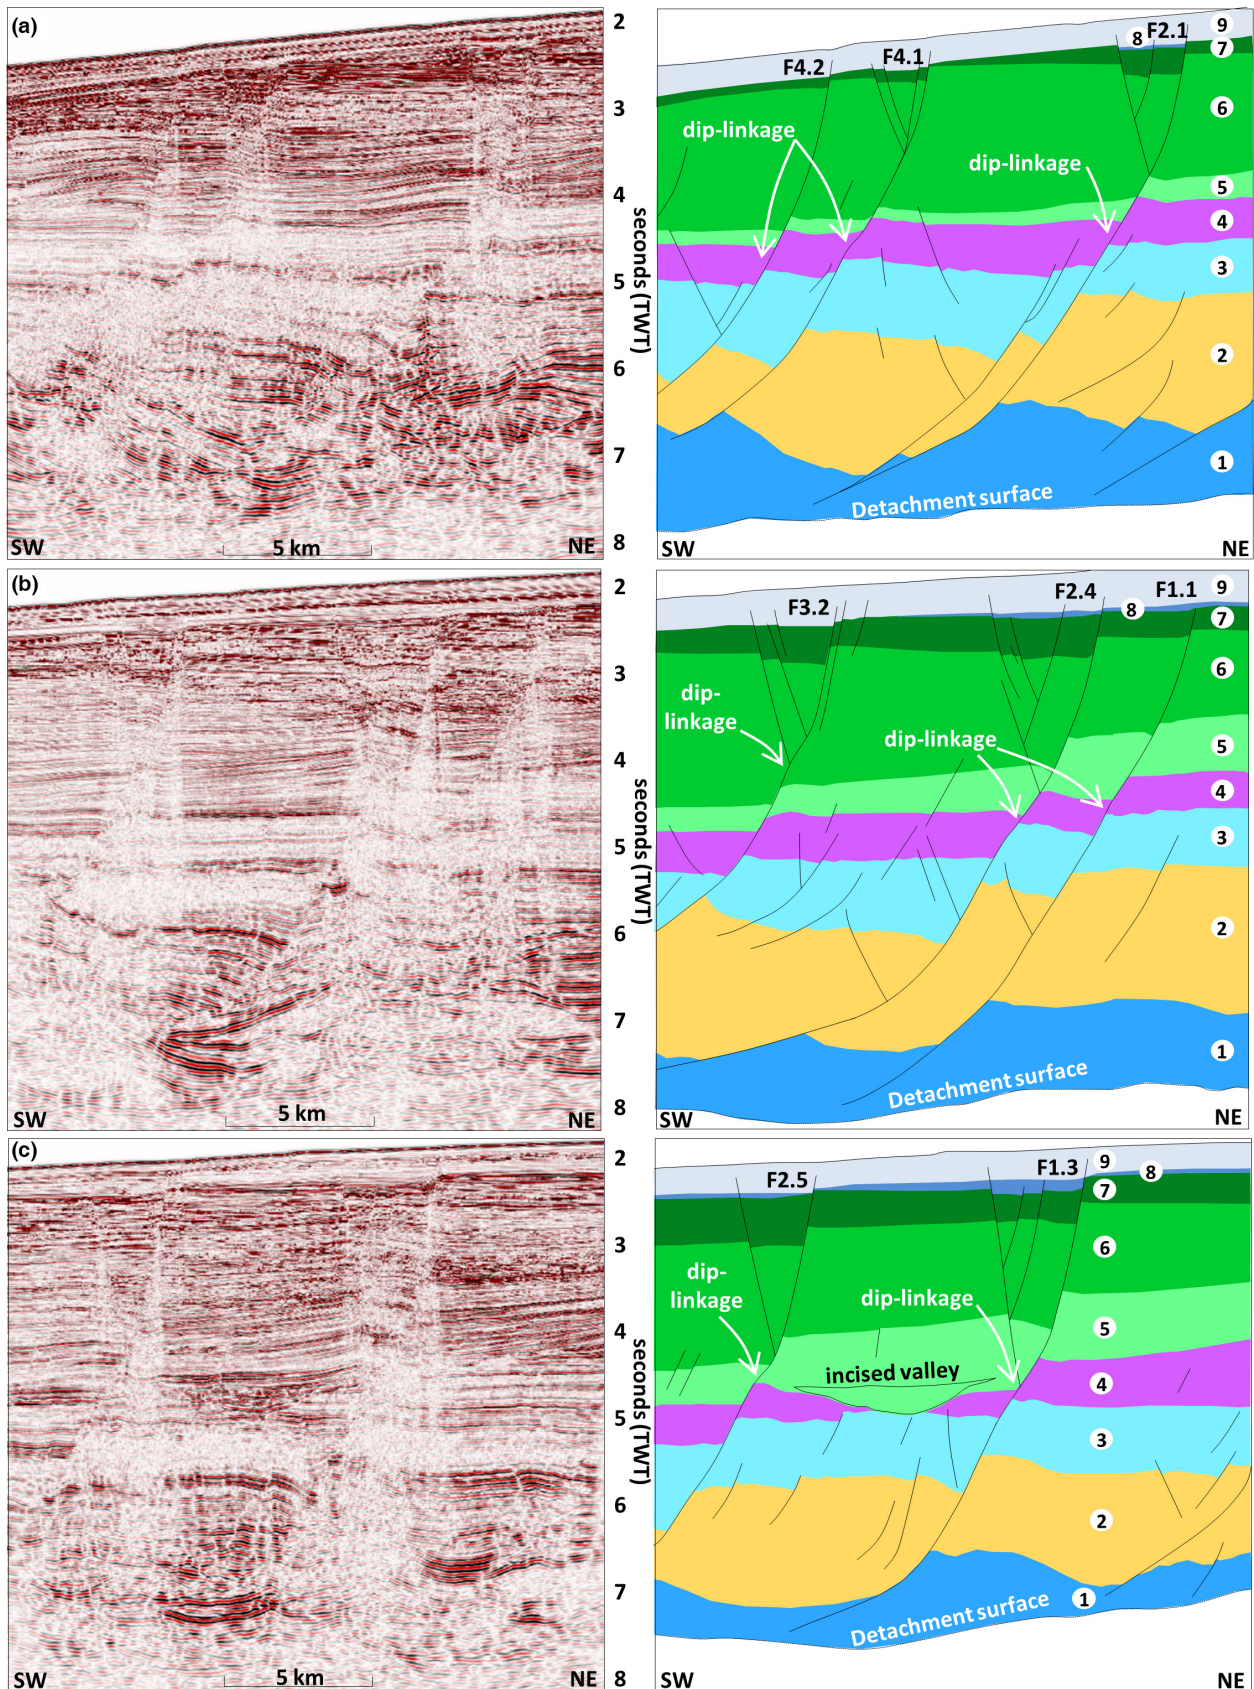 (a)
2
3
4
5
6
7
8
seconds (TWT)
SW
5 km
NE
F4.2
F4.1
8
F2.1
9
7
6
5
4
3
2
1
dip-linkage
dip-linkage
Detachment surface
SW
NE
(b)
2
3
4
5
6
7
8
seconds (TWT)
SW
5 km
NE
F3.2
F2.4
F1.1
9
8
7
6
5
4
3
2
1
dip-
linkage
dip-linkage
Detachment surface
SW
NE
(c)
2
3
4
5
6
7
8
seconds (TWT)
SW
5 km
NE
F2.5
F1.3
9
8
7
6
5
4
3
2
1
dip-
linkage
dip-linkage
incised valley
Detachment surface
SW
NE